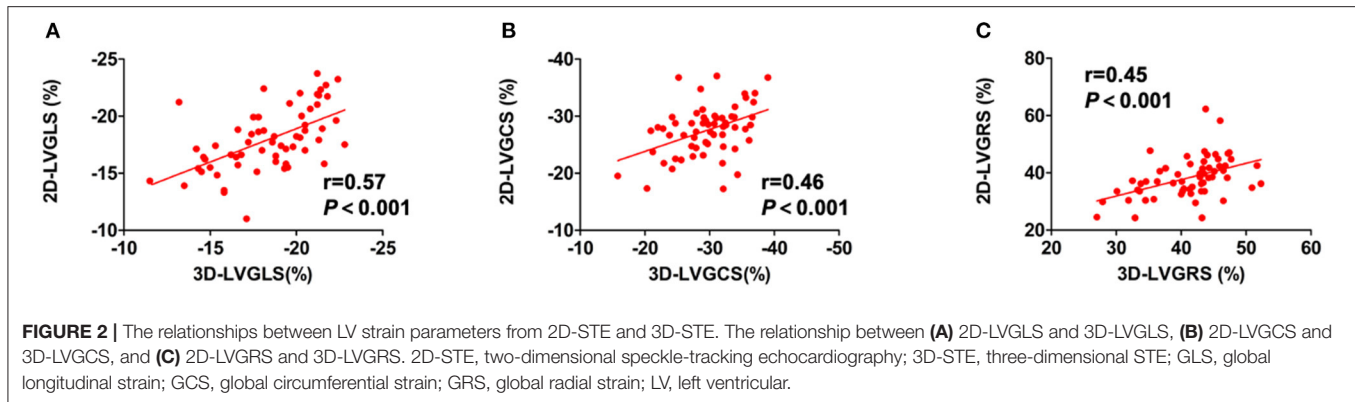 A
-25
-20
-15
-10
2D-LVGLS (%)
r=0.57
P < 0.001
-10 -15 -20 -25
3D-LVGLS(%)
B
-40
-30
-20
-10
2D-LVGCS (%)
r=0.46
P < 0.001
-10 -20 -30 -40 -50
3D-LVGCS(%)
C
80
60
40
20
2D-LVGRS (%)
r=0.45
P < 0.001
20 30 40 50 60
3D-LVGRS (%)
FIGURE 2 | The relationships between LV strain parameters from 2D-STE and 3D-STE. The relationship between (A) 2D-LVGLS and 3D-LVGLS, (B) 2D-LVGCS and
3D-LVGCS, and (C) 2D-LVGRS and 3D-LVGRS. 2D-STE, two-dimensional speckle-tracking echocardiography; 3D-STE, three-dimensional STE; GLS, global
longitudinal strain; GCS, global circumferential strain; GRS, global radial strain; LV, left ventricular.